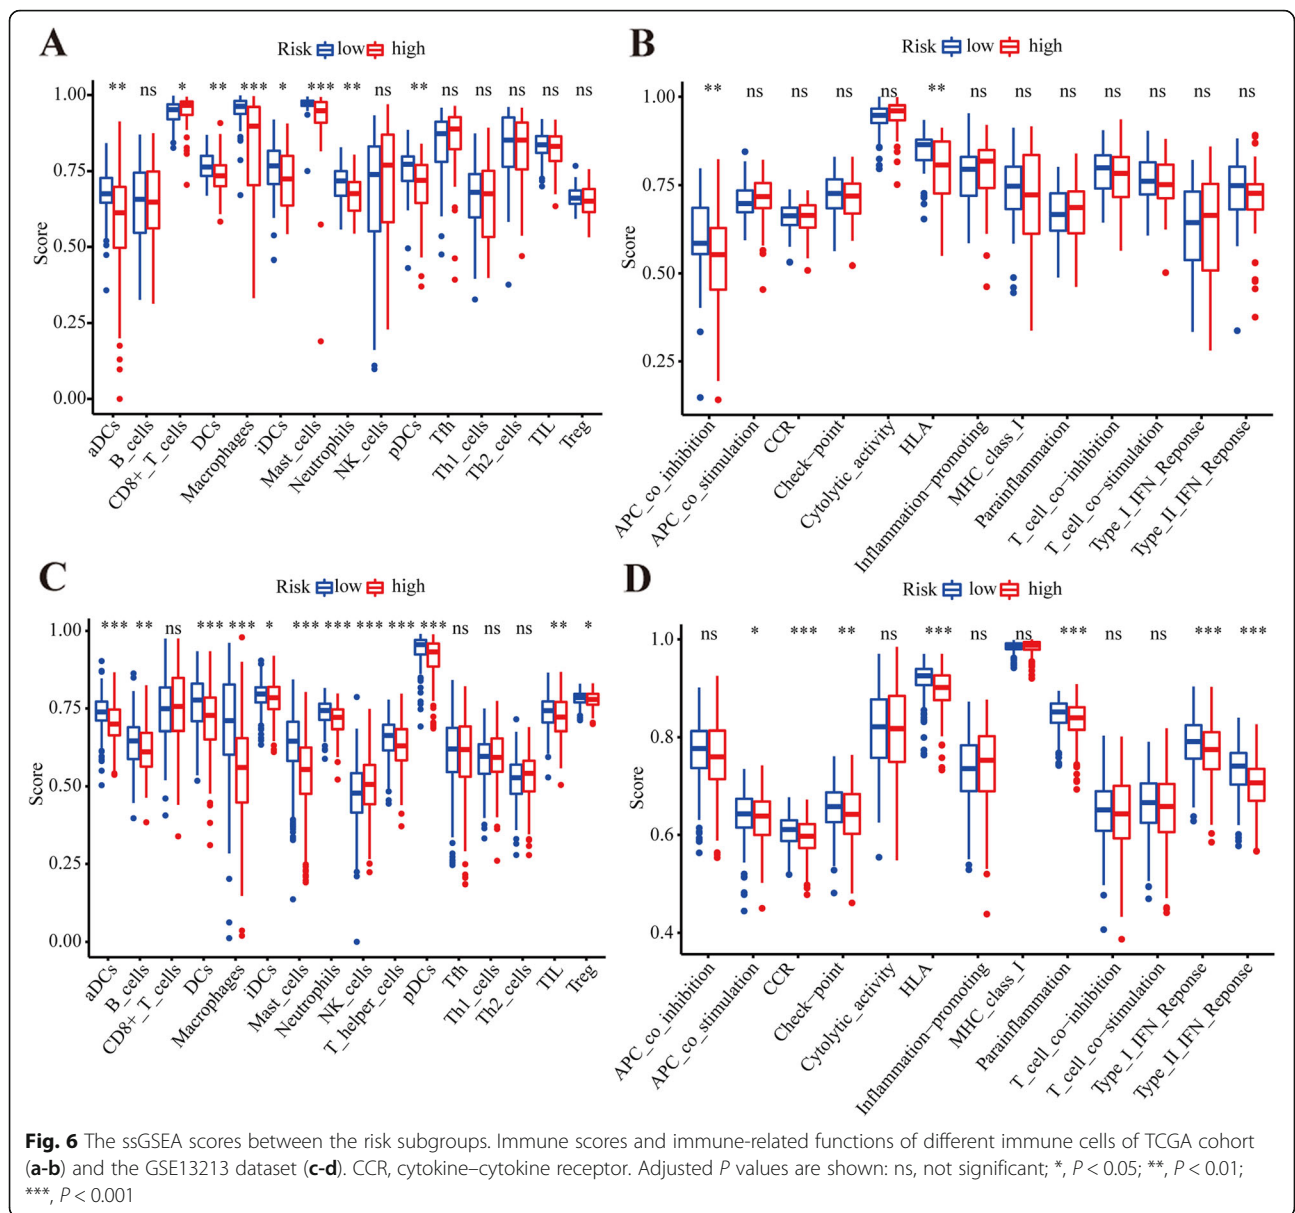 A
Risk low high
** ns * ** *** * *** ** ns ** ns ns ns ns ns
1.00
0.75
0.50
0.25
0.00
Score
aDCs
B_cells
CD8+_T_cells
DCs
Macrophages
iDCs
Mast_cells
Neutrophils
NK_cells
pDCs
Tfh
Th1_cells
Th2_cells
TIL
Treg
B
Risk low high
** ns ns ns ns ** ns ns ns ns ns ns ns
1.00
0.75
0.50
0.25
Score
APC_co_inhibition
APC_co_stimulation
CCR
Check-point
Cytolytic_activity
HLA
Inflammation-promoting
MHC_class_I
Parainflammation
T_cell_co-inhibition
T_cell_co-stimulation
Type_I_IFN_Reponse
Type_II_IFN_Reponse
C
Risk low high
*** ** ns *** *** * *** *** *** *** *** ns ns ns ** *
1.00
0.75
0.50
0.25
0.00
Score
aDCs
B_cells
CD8+_T_cells
DCs
Macrophages
iDCs
Mast_cells
Neutrophils
NK_cells
T_helper_cells
pDCs
Tfh
Th1_cells
Th2_cells
TIL
Treg
D
Risk low high
ns * *** ** ns *** ns ns *** ns ns *** ***
1.0
0.8
0.6
0.4
Score
APC_co_inhibition
APC_co_stimulation
CCR
Check-point
Cytolytic_activity
HLA
Inflammation-promoting
MHC_class_I
Parainflammation
T_cell_co-inhibition
T_cell_co-stimulation
Type_I_IFN_Reponse
Type_II_IFN_Reponse
Fig. 6 The ssGSEA scores between the risk subgroups. Immune scores and immune-related functions of different immune cells of TCGA cohort
(a-b) and the GSE13213 dataset (c-d). CCR, cytokine–cytokine receptor. Adjusted P values are shown: ns, not significant; *, P < 0.05; **, P < 0.01;
***, P < 0.001